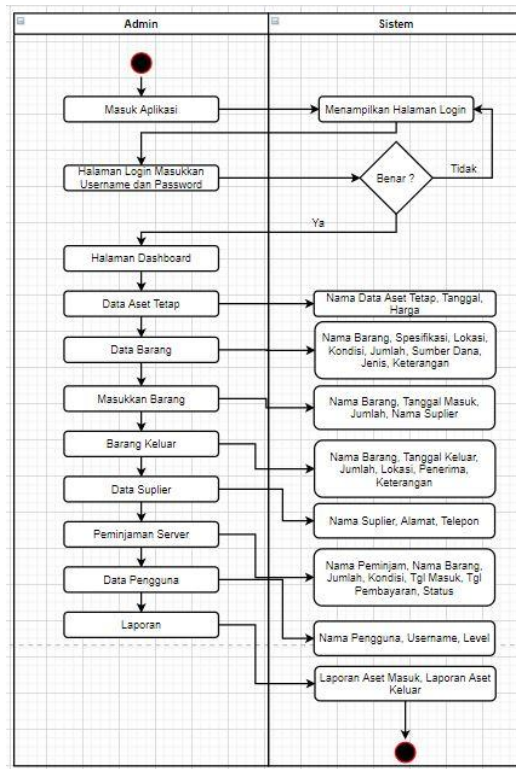 Admin
Sistem
Masuk Aplikasi
Menampilkan Halaman Login
Halaman Login Masukkan
Username dan Password
Benar ?
Tidak
Ya
Halaman Dashboard
Data Aset Tetap
Nama Data Aset Tetap, Tanggal,
Harga
Data Barang
Nama Barang, Spesifikasi, Lokasi,
Kondisi, Jumlah, Sumber Dana,
Jenis, Keterangan
Masukkan Barang
Nama Barang, Tanggal Masuk,
Jumlah, Nama Suplier
Barang Keluar
Nama Barang, Tanggal Keluar,
Jumlah, Lokasi, Penerima,
Keterangan
Data Suplier
Nama Suplier, Alamat, Telepon
Peminjaman Server
Nama Peminjam, Nama Barang,
Jumlah, Kondisi, Tgl Masuk, Tgl
Pembayaran, Status
Data Pengguna
Nama Pengguna, Username, Level
Laporan
Laporan Aset Masuk, Laporan Aset
Keluar